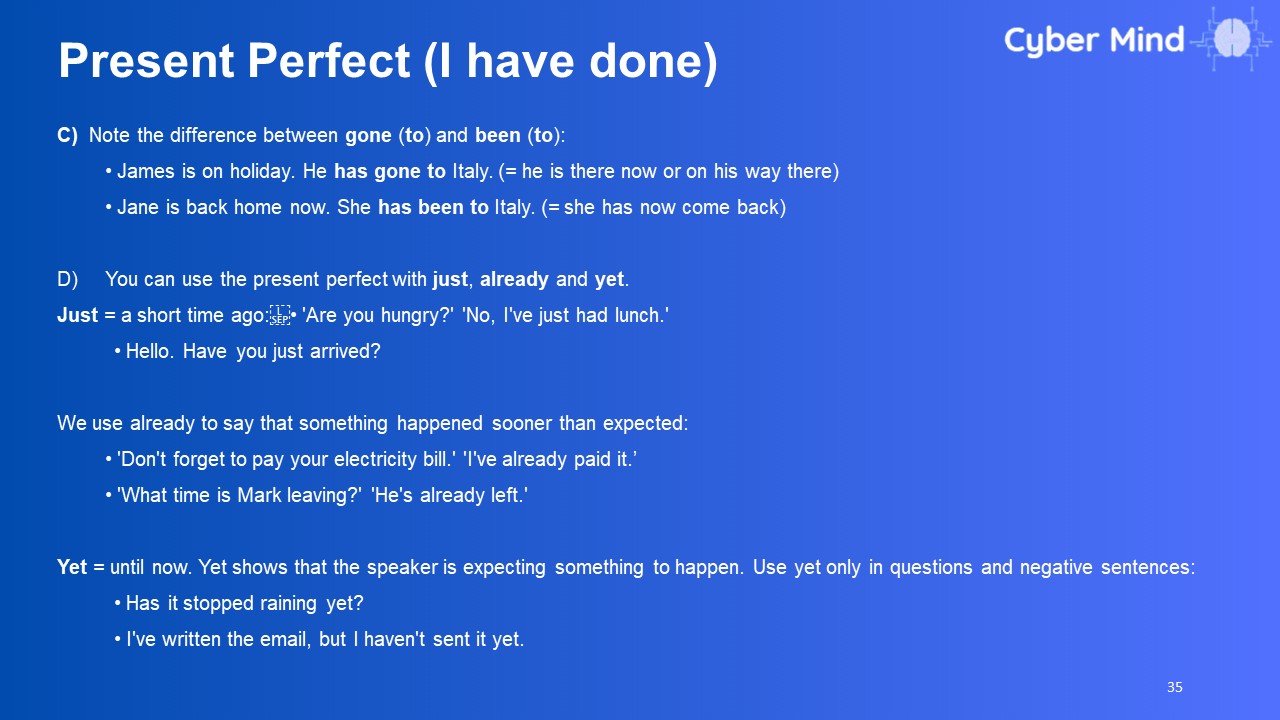 Present Perfect (I have done)
Cyber Mind
C) Note the difference between gone (to) and been (to):
• James is on holiday. He has gone to Italy. (= he is there now or on his way there)
• Jane is back home now. She has been to Italy. (= she has now come back)
D) You can use the present perfect with just, already and yet.
Just = a short time ago:L SEP• 'Are you hungry?' 'No, I've just had lunch.'
• Hello. Have you just arrived?
We use already to say that something happened sooner than expected:
• 'Don't forget to pay your electricity bill.' 'I've already paid it.’
• 'What time is Mark leaving?' 'He's already left.'
Yet = until now. Yet shows that the speaker is expecting something to happen. Use yet only in questions and negative sentences:
• Has it stopped raining yet?
• I've written the email, but I haven't sent it yet.
35